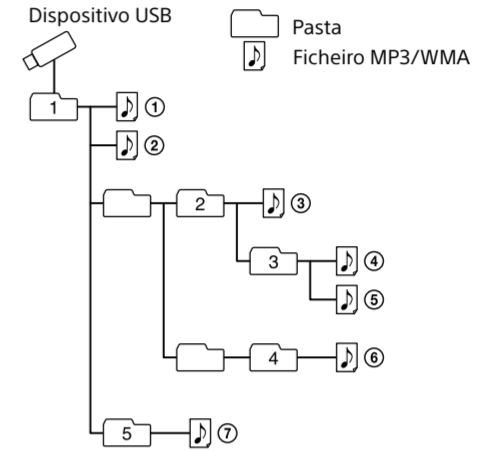 Dispositivo USB
Pasta
Ficheiro MP3/WMA
1 ①
②
2 ③
3 ④
⑤
4 ⑥
5 ⑦